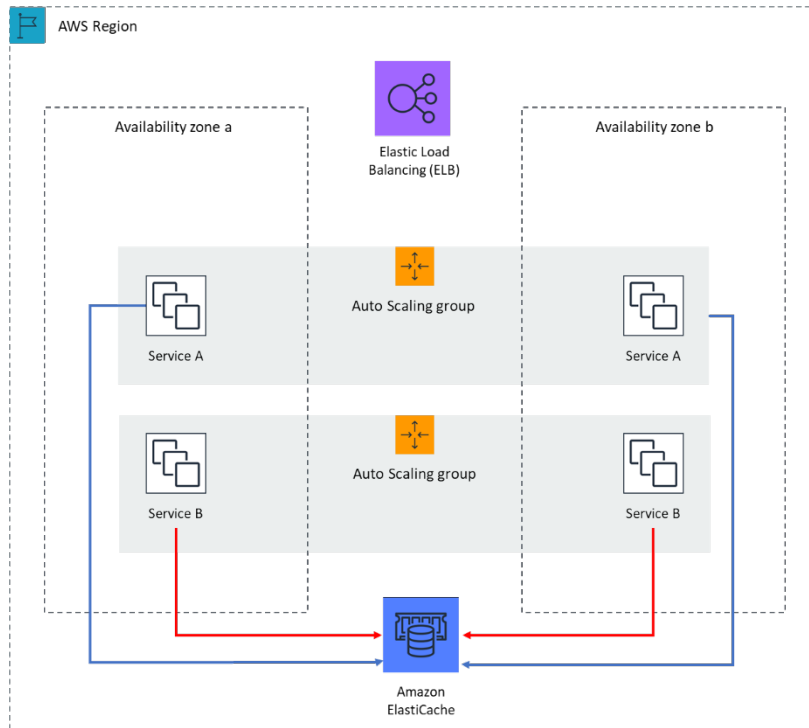 AWS Region
Availability zone a
Availability zone b
Elastic Load
Balancing (ELB)
Auto Scaling group
Service A
Service A
Auto Scaling group
Service B
Service B
Amazon
ElastiCache